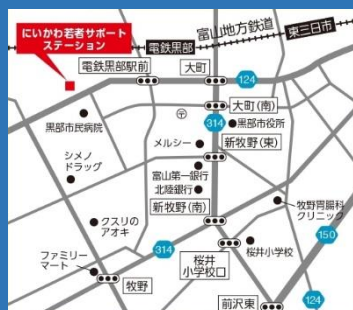 にいかわ若者サポート
ステーション
富山地方鉄道
電鉄黒部
東三日市
電鉄黒部駅前
大町
124
大町(南)
〒
黒部市民病院
314
黒部市役所
メルシー
新牧野(東)
シメノ
ドラッグ
富山第一銀行
北陸銀行
新牧野(南)
牧野胃腸科
クリニック
クスリの
アオキ
150
314
桜井小学校
ファミリー
マート
桜井
小学校口
牧野
前沢東
124